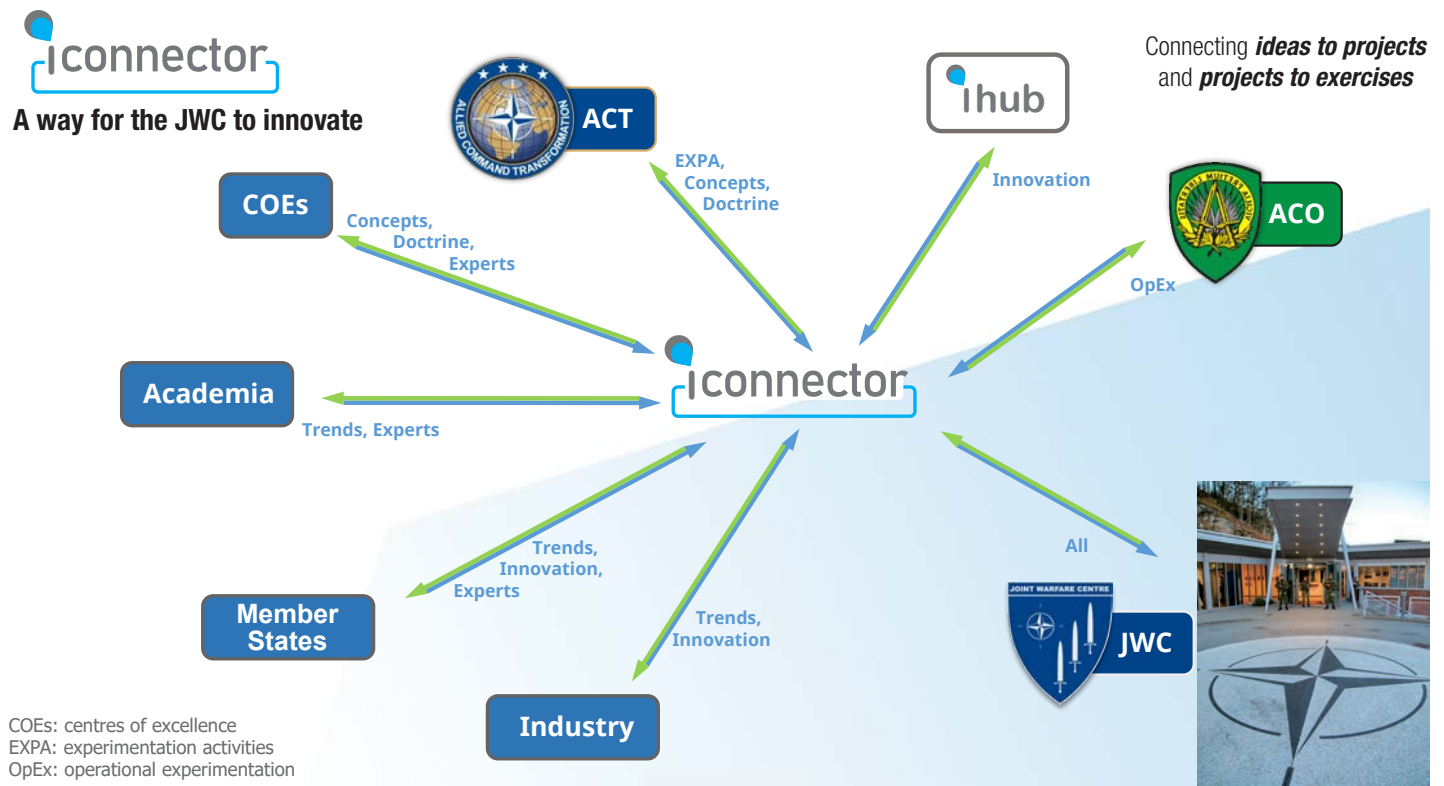 iconnector
A way for the JWC to innovate
ALLIED COMMAND TRANSFORMATION
ACT
ihub
Connecting ideas to projects
and projects to exercises
COEs
Concepts,
Doctrine,
Experts
EXPA,
Concepts,
Doctrine
Innovation
VIGILIA PRETIUM LIBERTATIS
ACO
OpEx
iconnector
Academia
Trends, Experts
Member
States
Trends,
Innovation,
Experts
Industry
Trends,
Innovation
All
JOINT WARFARE CENTRE
JWC
COEs: centres of excellence
EXPA: experimentation activities
OpEx: operational experimentation